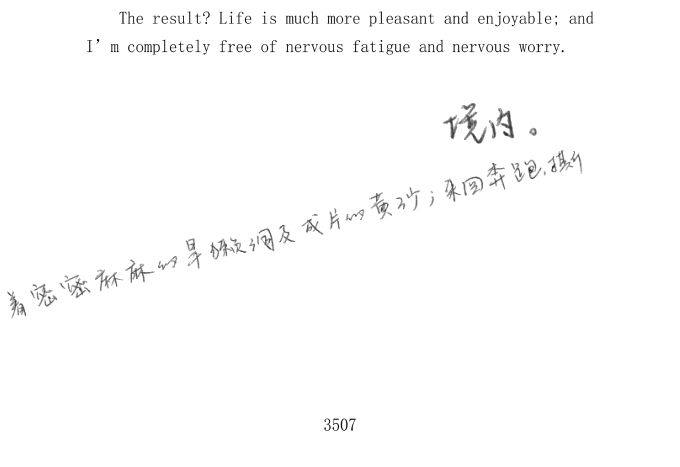 The result? Life is much more pleasant and enjoyable; and
I'm completely free of nervous fatigue and nervous worry.
境内。
着密密麻麻的旱獭洞及成片的黄沙;来回奔跑、撕
3507